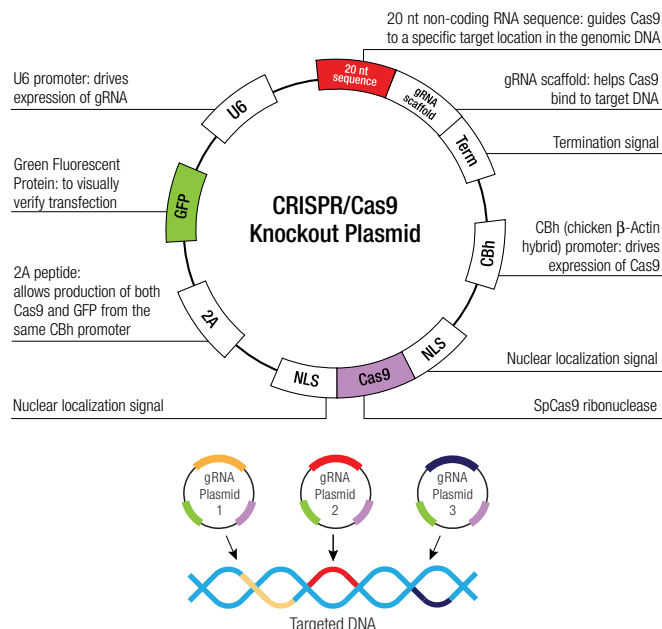 20 nt non-coding RNA sequence: guides Cas9
to a specific target location in the genomic DNA
U6 promoter: drives
expression of gRNA
20 nt
sequence
gRNA
scaffold
gRNA scaffold: helps Cas9
bind to target DNA
U6
Term
Termination signal
Green Fluorescent
Protein: to visually
verify transfection
GFP
CRISPR/Cas9
Knockout Plasmid
CBh
CBh (chicken β-Actin
hybrid) promoter: drives
expression of Cas9
2A peptide:
allows production of both
Cas9 and GFP from the
same CBh promoter
2A
NLS
Cas9
NLS
Nuclear localization signal
Nuclear localization signal
SpCas9 ribonuclease
gRNA
Plasmid
1
gRNA
Plasmid
2
gRNA
Plasmid
3
Targeted DNA